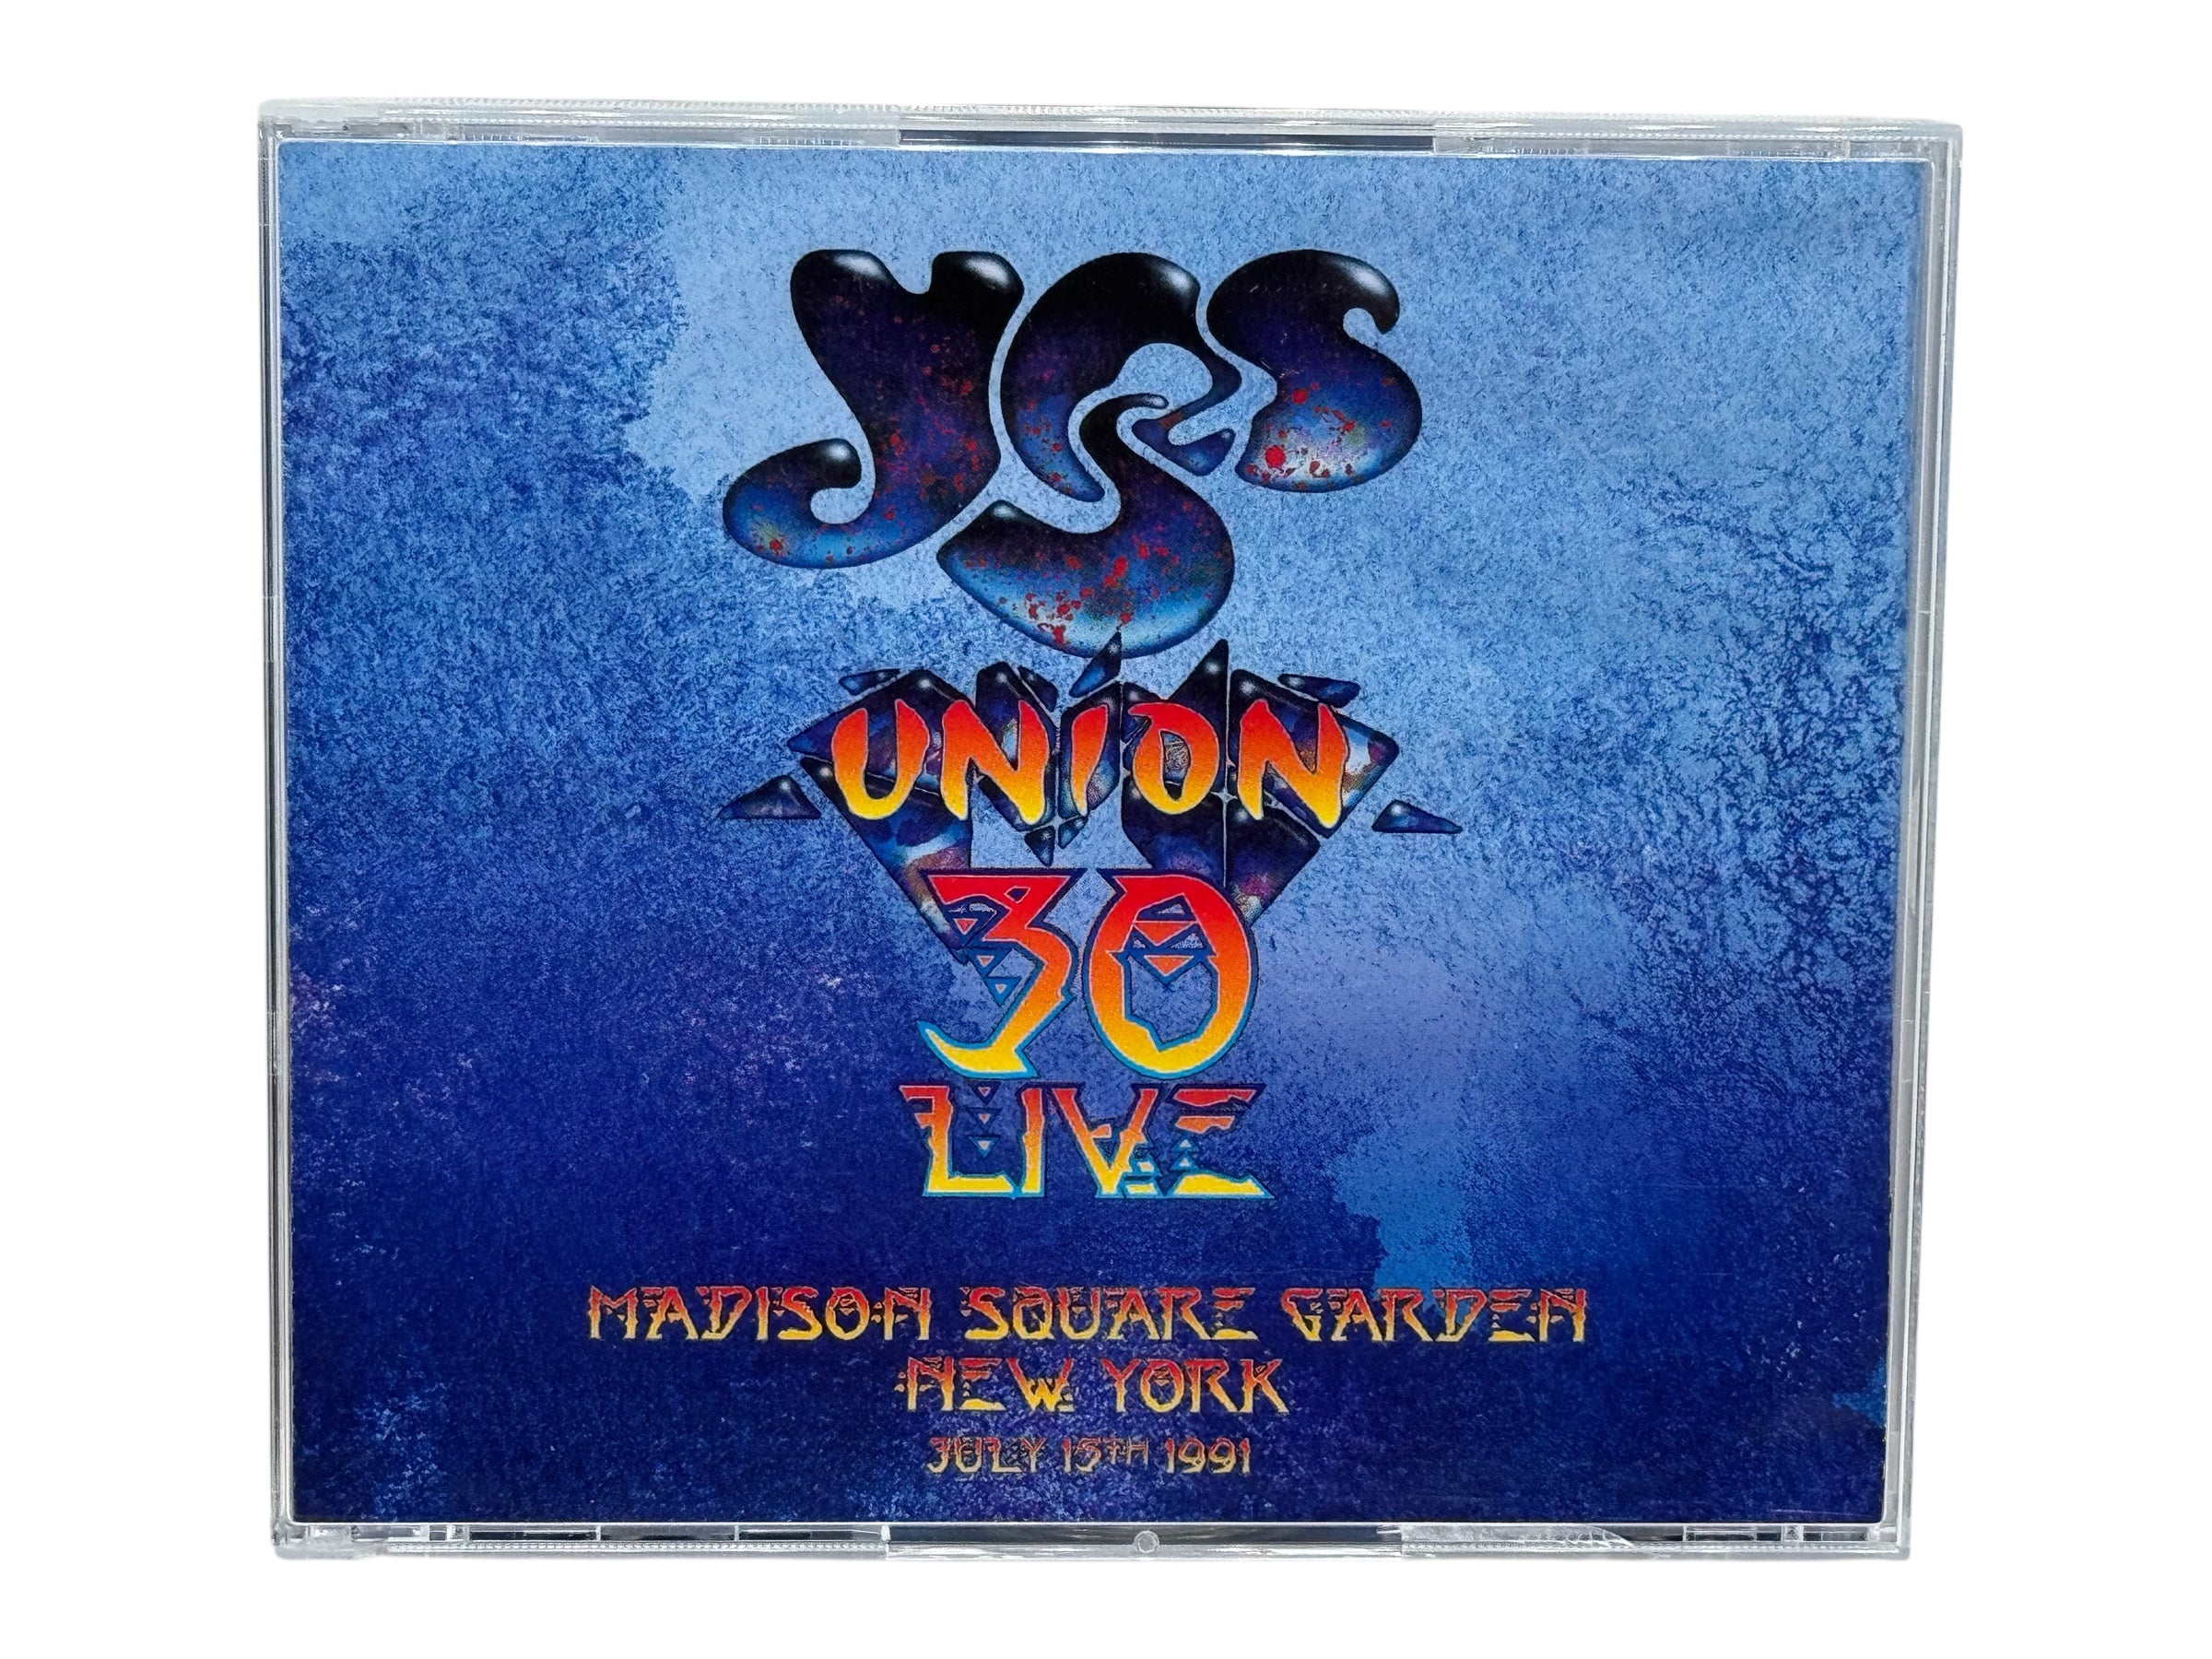 YES
UNION
30
LIVE
MADISON SQUARE GARDEN
NEW YORK
JULY 15TH 1991